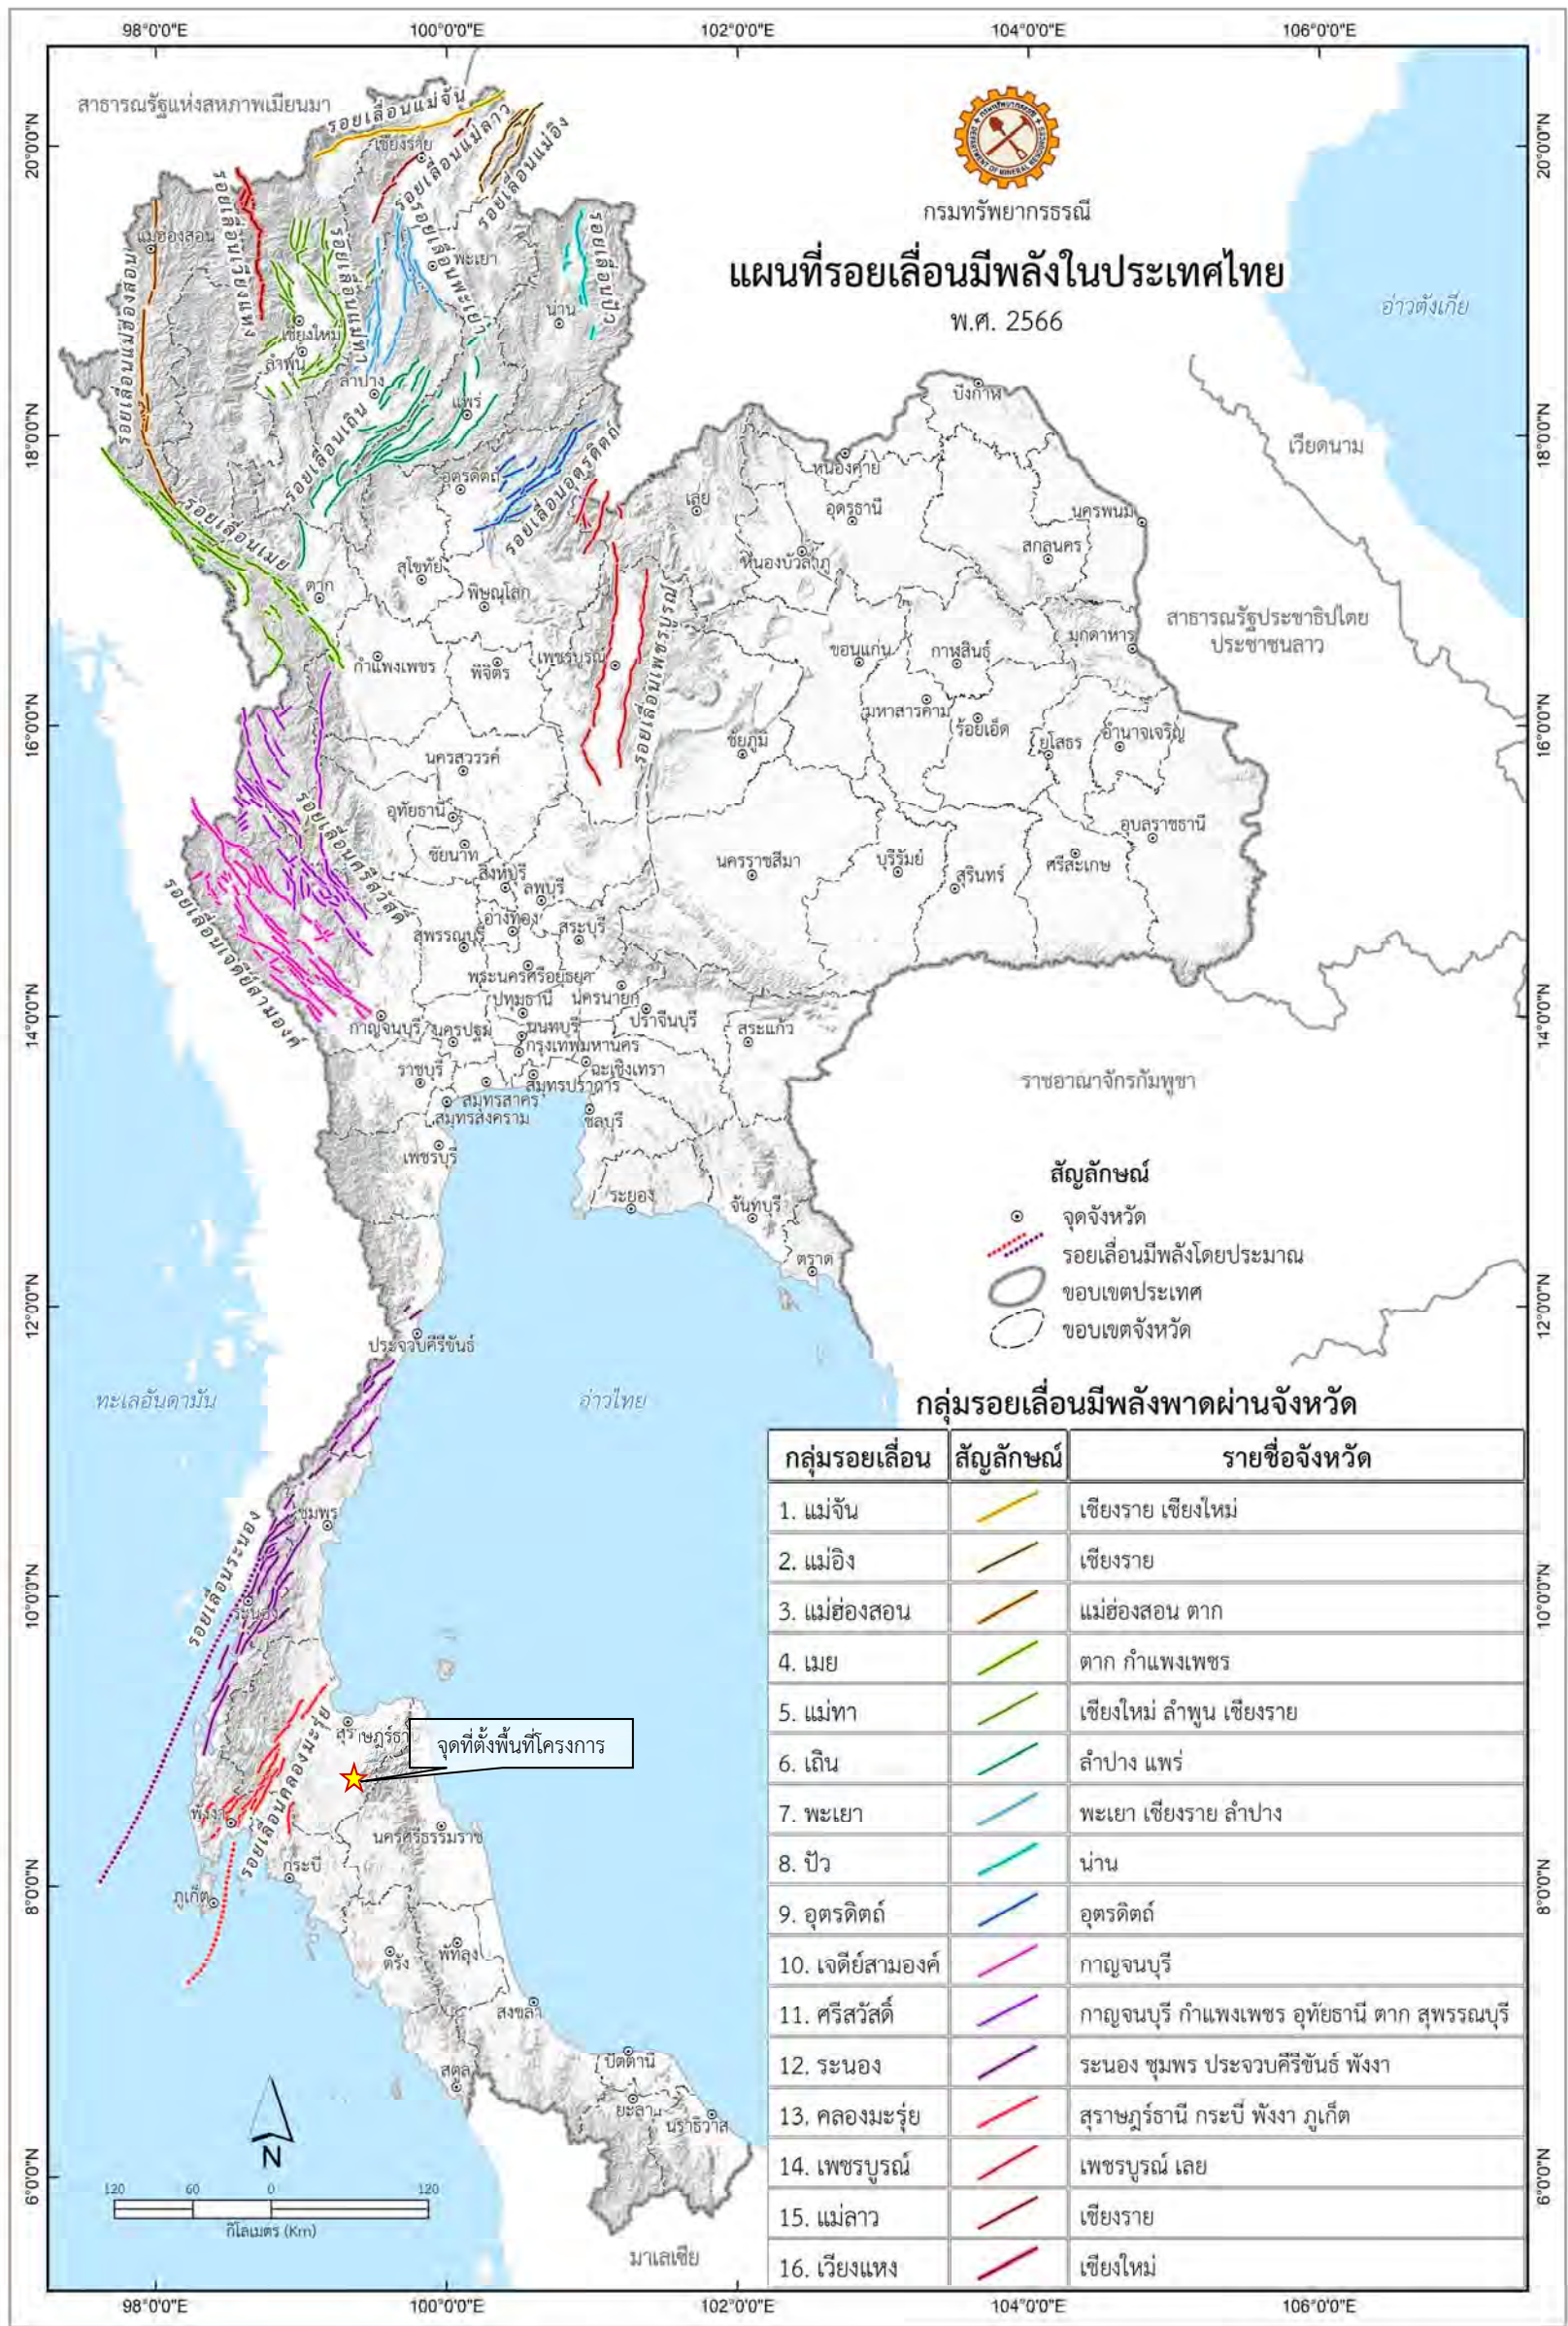 98°0'0"E 100°0'0"E 102°0'0"E 104°0'0"E 106°0'0"E
20°0'0"N 20°0'0"N
18°0'0"N 18°0'0"N
16°0'0"N 16°0'0"N
14°0'0"N 14°0'0"N
12°0'0"N 12°0'0"N
10°0'0"N 10°0'0"N
8°0'0"N 8°0'0"N
6°0'0"N 6°0'0"N
DEPARTMENT OF MINERAL RESOURCES
กรมทรัพยากรธรณี
กรมทรัพยากรธรณี
แผนที่รอยเลื่อนมีพลังในประเทศไทย
พ.ศ. 2566
สาธารณรัฐแห่งสหภาพเมียนมา
อ่าวตังเกี๋ย
เวียดนาม
สาธารณรัฐประชาธิปไตย
ประชาชนลาว
ราชอาณาจักรกัมพูชา
ทะเลอันดามัน
อ่าวไทย
มาเลเซีย
รอยเลื่อนแม่จัน
รอยเลื่อนแม่ลาว
รอยเลื่อนแม่อิง
รอยเลื่อนเวียงแหง
รอยเลื่อนแม่ฮ่องสอน
รอยเลื่อนแม่ทา
รอยเลื่อนพะเยา
รอยเลื่อนปัว
รอยเลื่อนเถิน
รอยเลื่อนอุตรดิตถ์
รอยเลื่อนเมย
รอยเลื่อนเพชรบูรณ์
รอยเลื่อนศรีสวัสดิ์
รอยเลื่อนเจดีย์สามองค์
รอยเลื่อนระนอง
รอยเลื่อนคลองมะรุ่ย
เชียงราย
แม่ฮ่องสอน
พะเยา
น่าน
เชียงใหม่
ลำพูน
ลำปาง
แพร่
อุตรดิตถ์
บึงกาฬ
หนองคาย
เลย
อุดรธานี
นครพนม
สกลนคร
หนองบัวลำภู
สุโขทัย
ตาก
พิษณุโลก
มุกดาหาร
กำแพงเพชร
พิจิตร
เพชรบูรณ์
ขอนแก่น
กาฬสินธุ์
มหาสารคาม
ร้อยเอ็ด
ยโสธร
อำนาจเจริญ
ชัยภูมิ
นครสวรรค์
อุทัยธานี
ชัยนาท
สิงห์บุรี
ลพบุรี
นครราชสีมา
บุรีรัมย์
สุรินทร์
ศรีสะเกษ
อุบลราชธานี
อ่างทอง
สุพรรณบุรี
สระบุรี
พระนครศรีอยุธยา
ปทุมธานี
นครนายก
กาญจนบุรี
นครปฐม
นนทบุรี
ปราจีนบุรี
สระแก้ว
กรุงเทพมหานคร
ราชบุรี
ฉะเชิงเทรา
สมุทรปราการ
สมุทรสาคร
สมุทรสงคราม
ชลบุรี
เพชรบุรี
ระยอง
จันทบุรี
ตราด
ประจวบคีรีขันธ์
ชุมพร
ระนอง
สุร
าษฎร์ธา
จุดที่ตั้งพื้นที่โครงการ
พังงา
นครศรีธรรมราช
กระบี่
ภูเก็ต
ตรัง
พัทลุง
สงขลา
สตูล
ปัตตานี
ยะลา
นราธิวาส
สัญลักษณ์
จุดจังหวัด
รอยเลื่อนมีพลังโดยประมาณ
ขอบเขตประเทศ
ขอบเขตจังหวัด
กลุ่มรอยเลื่อนมีพลังพาดผ่านจังหวัด
กลุ่มรอยเลื่อน สัญลักษณ์ รายชื่อจังหวัด
1. แม่จัน เชียงราย เชียงใหม่
2. แม่อิง เชียงราย
3. แม่ฮ่องสอน แม่ฮ่องสอน ตาก
4. เมย ตาก กำแพงเพชร
5. แม่ทา เชียงใหม่ ลำพูน เชียงราย
6. เถิน ลำปาง แพร่
7. พะเยา พะเยา เชียงราย ลำปาง
8. ปัว น่าน
9. อุตรดิตถ์ อุตรดิตถ์
10. เจดีย์สามองค์ กาญจนบุรี
11. ศรีสวัสดิ์ กาญจนบุรี กำแพงเพชร อุทัยธานี ตาก สุพรรณบุรี
12. ระนอง ระนอง ชุมพร ประจวบคีรีขันธ์ พังงา
13. คลองมะรุ่ย สุราษฎร์ธานี กระบี่ พังงา ภูเก็ต
14. เพชรบูรณ์ เพชรบูรณ์ เลย
15. แม่ลาว เชียงราย
16. เวียงแหง เชียงใหม่
N
120 60 0 120
กิโลเมตร (Km)
98°0'0"E 100°0'0"E 102°0'0"E 104°0'0"E 106°0'0"E